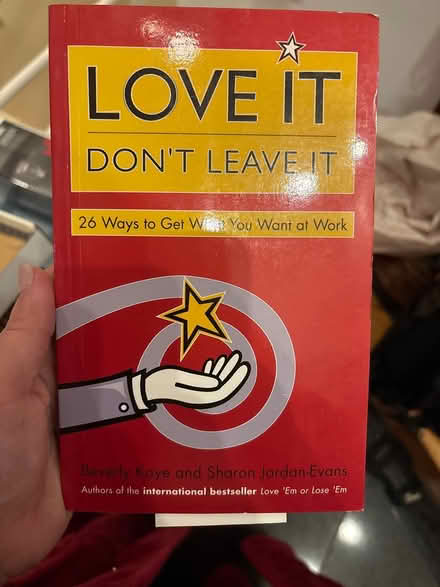 LOVE IT
DON'T LEAVE IT
26 Ways to Get What You Want at Work
Beverly Kaye and Sharon Jordan-Evans
Authors of the international bestseller Love 'Em or Lose 'Em